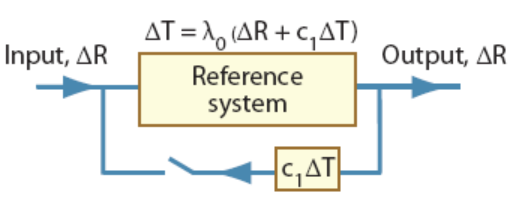 ΔT = λ₀ (ΔR + c₁ΔT)
Input, ΔR
Output, ΔR
Reference
system
c₁ΔT